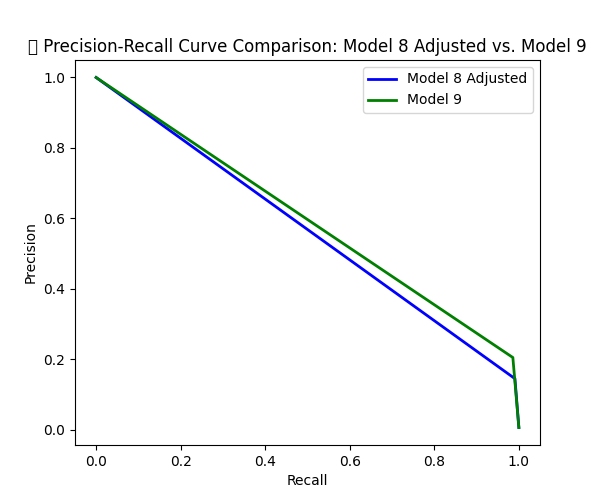 Precision-Recall Curve Comparison: Model 8 Adjusted vs. Model 9
Model 8 Adjusted
Model 9
1.0
0.8
0.6
0.4
0.2
0.0
Precision
0.0 0.2 0.4 0.6 0.8 1.0
Recall